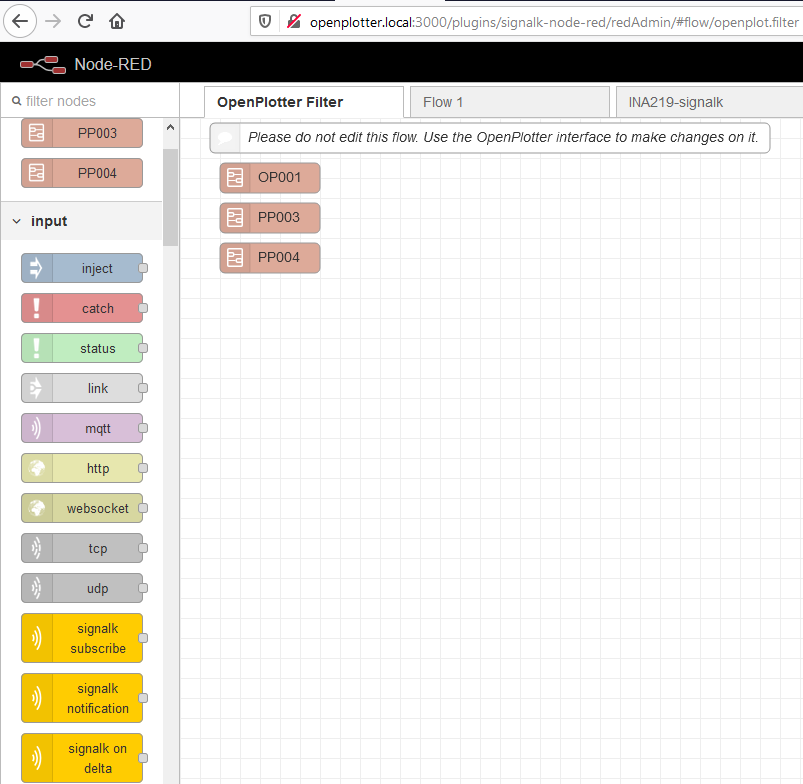 openplotter.local:3000/plugins/signalk-node-red/redAdmin/#flow/openplot.filter
Node-RED
filter nodes
PP003
PP004
input
inject
catch
status
link
mqtt
http
websocket
tcp
udp
signalk
subscribe
signalk
notification
signalk on
delta
OpenPlotter Filter
Flow 1
INA219-signalk
Please do not edit this flow. Use the OpenPlotter interface to make changes on it.
OP001
PP003
PP004